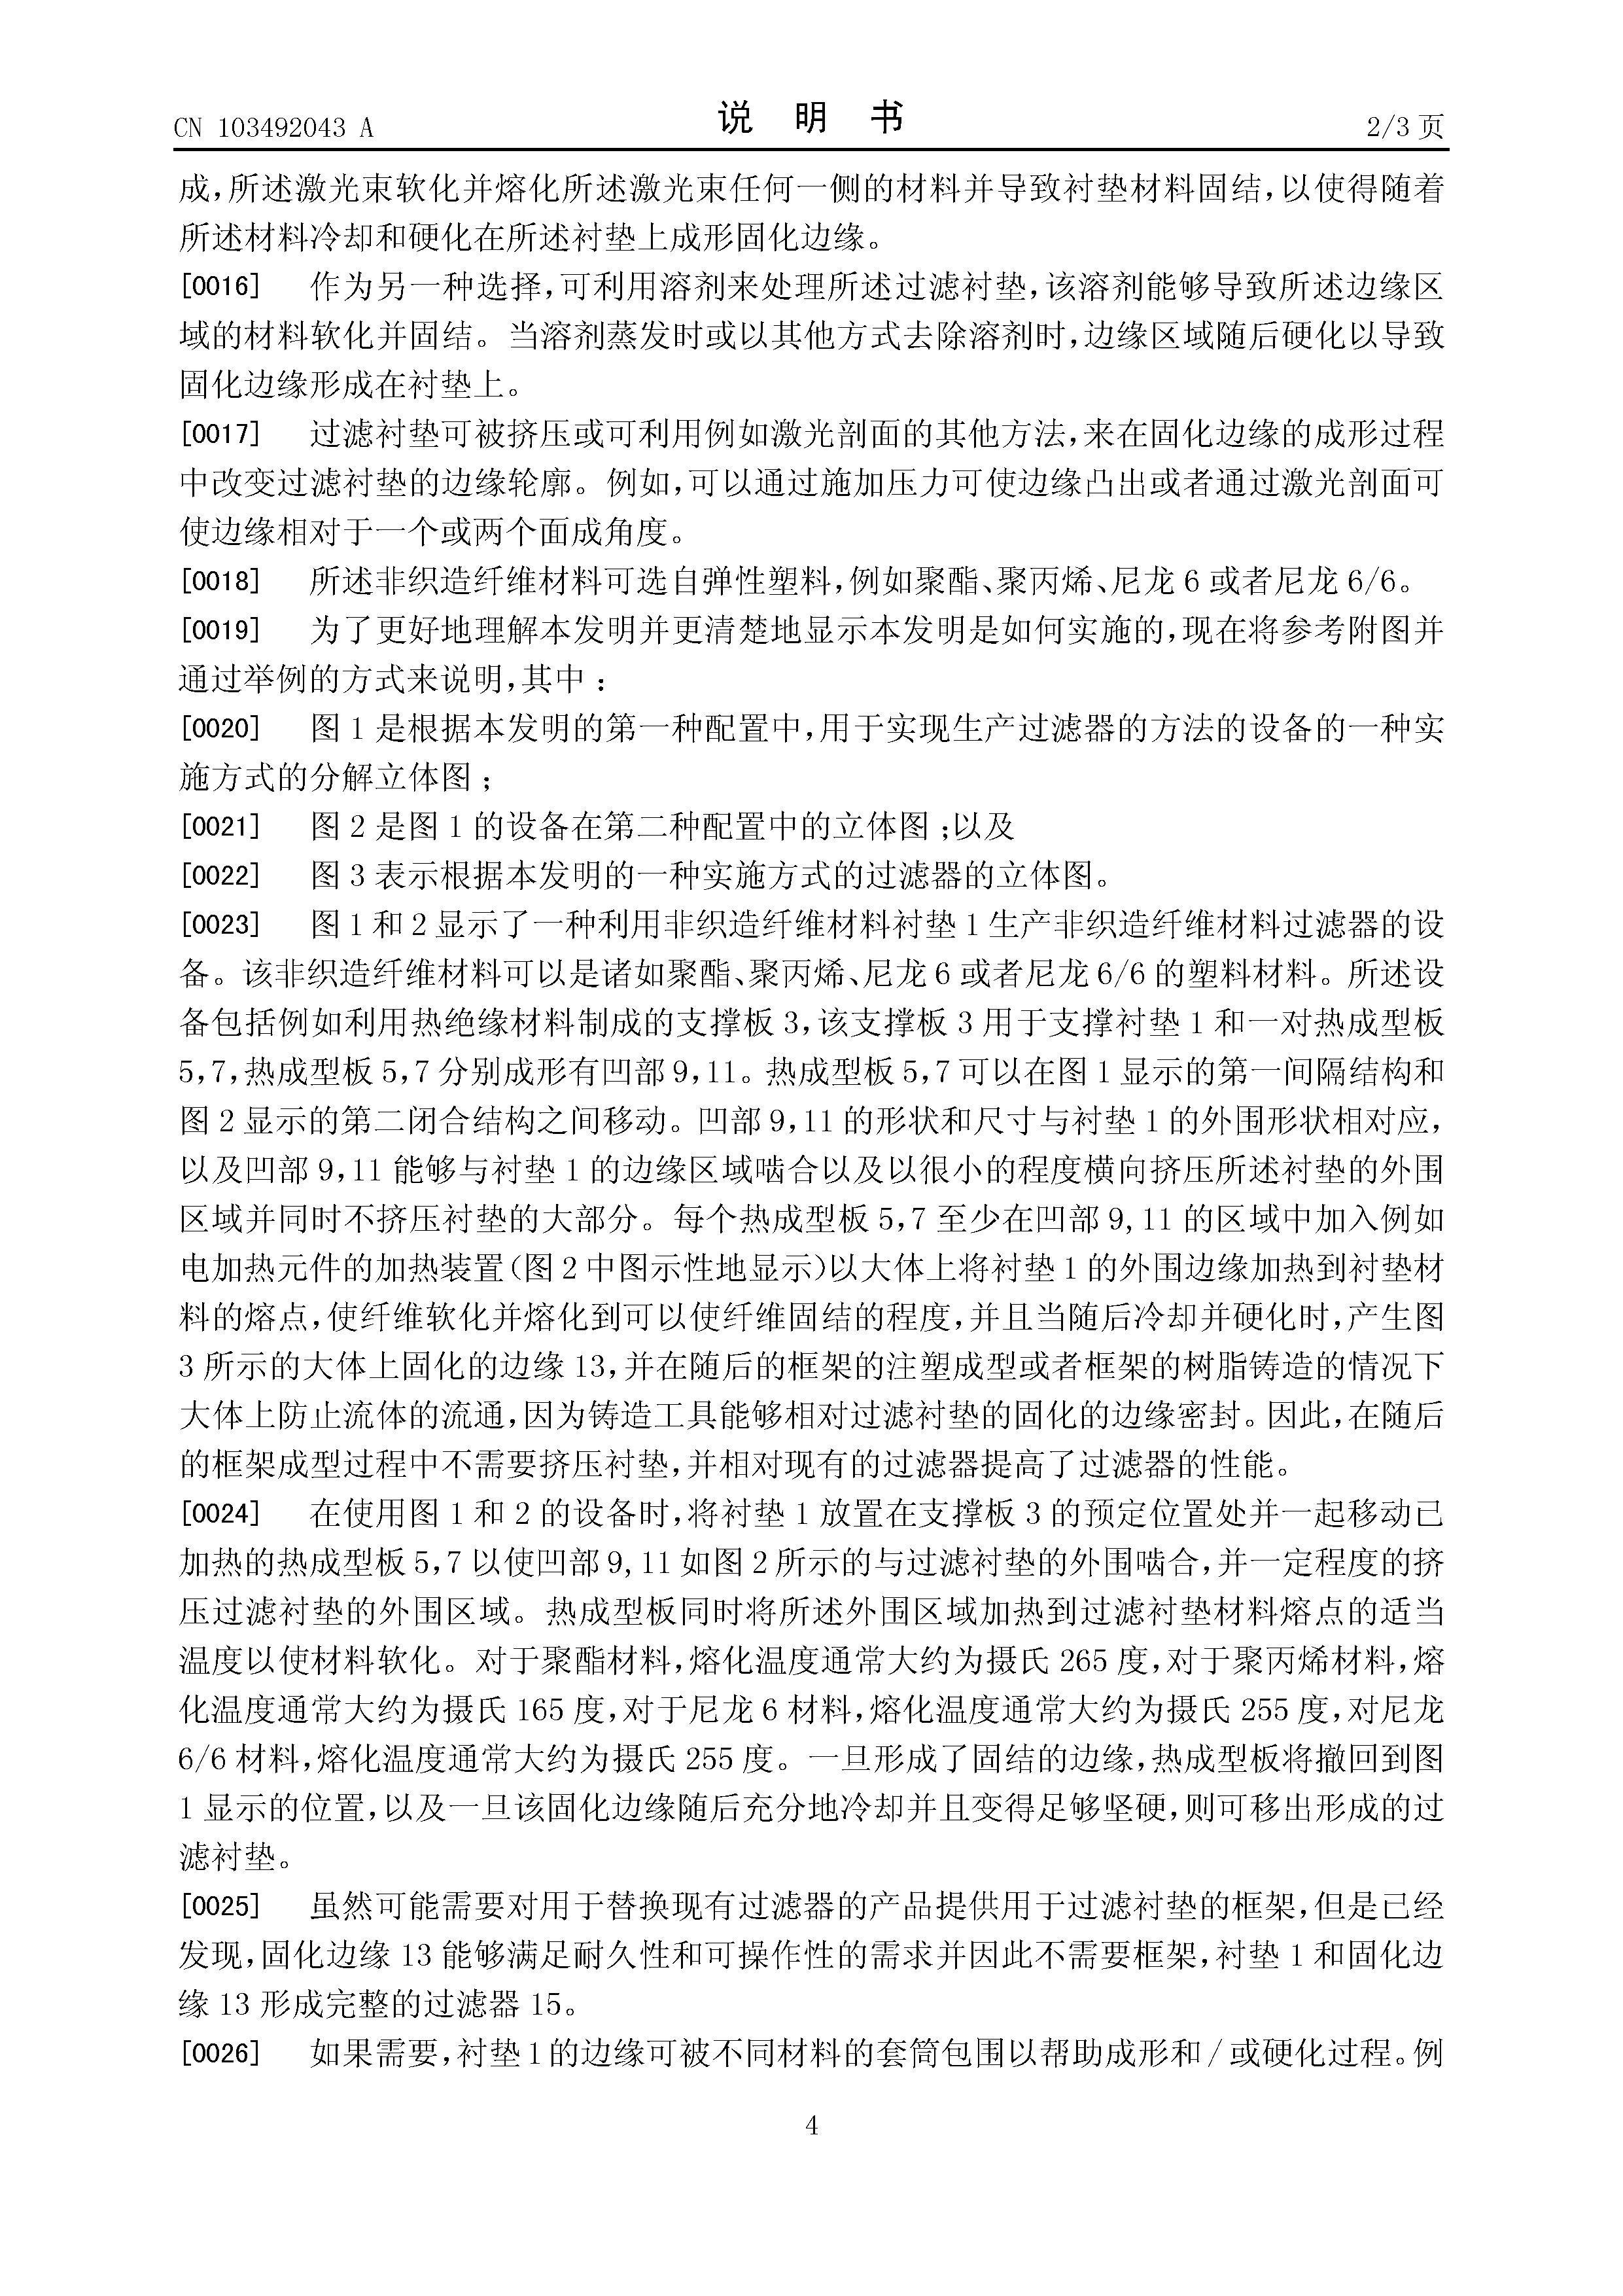 CN 103492043 A
说 明 书
2/3 页
成,所述激光束软化并熔化所述激光束任何一侧的材料并导致衬垫材料固结,以使得随着
所述材料冷却和硬化在所述衬垫上成形固化边缘。
[0016] 作为另一种选择,可利用溶剂来处理所述过滤衬垫,该溶剂能够导致所述边缘区
域的材料软化并固结。当溶剂蒸发时或以其他方式去除溶剂时,边缘区域随后硬化以导致
固化边缘形成在衬垫上。
[0017] 过滤衬垫可被挤压或可利用例如激光剖面的其他方法,来在固化边缘的成形过程
中改变过滤衬垫的边缘轮廓。例如,可以通过施加压力可使边缘凸出或者通过激光剖面可
使边缘相对于一个或两个面成角度。
[0018] 所述非织造纤维材料可选自弹性塑料,例如聚酯、聚丙烯、尼龙 6 或者尼龙 6/6。
[0019] 为了更好地理解本发明并更清楚地显示本发明是如何实施的,现在将参考附图并
通过举例的方式来说明,其中 :
[0020] 图 1 是根据本发明的第一种配置中,用于实现生产过滤器的方法的设备的一种实
施方式的分解立体图 ;
[0021] 图 2 是图 1 的设备在第二种配置中的立体图 ;以及
[0022] 图 3 表示根据本发明的一种实施方式的过滤器的立体图。
[0023] 图 1 和 2 显示了一种利用非织造纤维材料衬垫 1 生产非织造纤维材料过滤器的设
备。该非织造纤维材料可以是诸如聚酯、聚丙烯、尼龙 6 或者尼龙 6/6 的塑料材料。所述设
备包括例如利用热绝缘材料制成的支撑板 3,该支撑板 3 用于支撑衬垫 1 和一对热成型板
5,7,热成型板 5,7 分别成形有凹部 9,11。热成型板 5,7 可以在图 1 显示的第一间隔结构和
图 2 显示的第二闭合结构之间移动。凹部 9,11 的形状和尺寸与衬垫 1 的外围形状相对应,
以及凹部 9,11 能够与衬垫 1 的边缘区域啮合以及以很小的程度横向挤压所述衬垫的外围
区域并同时不挤压衬垫的大部分。每个热成型板 5,7 至少在凹部 9, 11 的区域中加入例如
电加热元件的加热装置(图 2 中图示性地显示)以大体上将衬垫 1 的外围边缘加热到衬垫材
料的熔点,使纤维软化并熔化到可以使纤维固结的程度,并且当随后冷却并硬化时,产生图
3 所示的大体上固化的边缘 13,并在随后的框架的注塑成型或者框架的树脂铸造的情况下
大体上防止流体的流通,因为铸造工具能够相对过滤衬垫的固化的边缘密封。因此,在随后
的框架成型过程中不需要挤压衬垫,并相对现有的过滤器提高了过滤器的性能。
[0024] 在使用图 1 和 2 的设备时,将衬垫 1 放置在支撑板 3 的预定位置处并一起移动已
加热的热成型板 5,7 以使凹部 9, 11 如图 2 所示的与过滤衬垫的外围啮合,并一定程度的挤
压过滤衬垫的外围区域。热成型板同时将所述外围区域加热到过滤衬垫材料熔点的适当
温度以使材料软化。对于聚酯材料,熔化温度通常大约为摄氏 265 度,对于聚丙烯材料,熔
化温度通常大约为摄氏 165 度,对于尼龙 6 材料,熔化温度通常大约为摄氏 255 度,对尼龙
6/6 材料,熔化温度通常大约为摄氏 255 度。一旦形成了固结的边缘,热成型板将撤回到图
1 显示的位置,以及一旦该固化边缘随后充分地冷却并且变得足够坚硬,则可移出形成的过
滤衬垫。
[0025] 虽然可能需要对用于替换现有过滤器的产品提供用于过滤衬垫的框架,但是已经
发现,固化边缘 13 能够满足耐久性和可操作性的需求并因此不需要框架,衬垫 1 和固化边
缘 13 形成完整的过滤器 15。
[0026] 如果需要,衬垫 1 的边缘可被不同材料的套筒包围以帮助成形和 / 或硬化过程。例
4